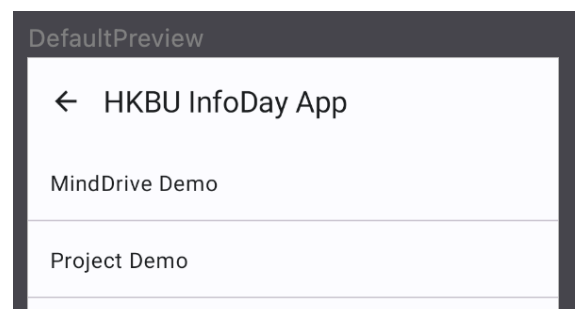 DefaultPreview
← HKBU InfoDay App
MindDrive Demo
Project Demo